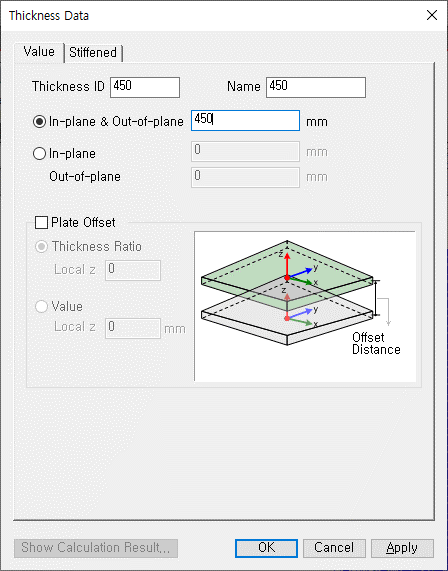 Thickness Data
Value Stiffened
Thickness ID 450 Name 450
In-plane & Out-of-plane 450 mm
In-plane 0 mm
Out-of-plane 0 mm
Plate Offset
Thickness Ratio
Local z 0
Value
Local z 0 mm
z y x
z y x
Offset
Distance
Show Calculation Result... OK Cancel Apply